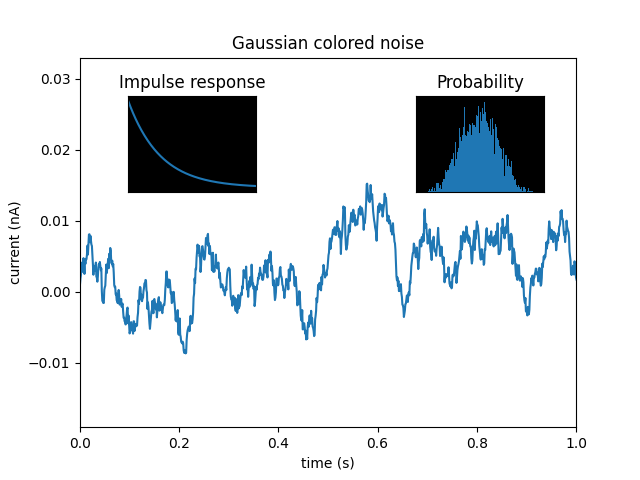 Gaussian colored noise
Impulse response
Probability
0.03
0.02
0.01
0.00
−0.01
current (nA)
0.0 0.2 0.4 0.6 0.8 1.0
time (s)